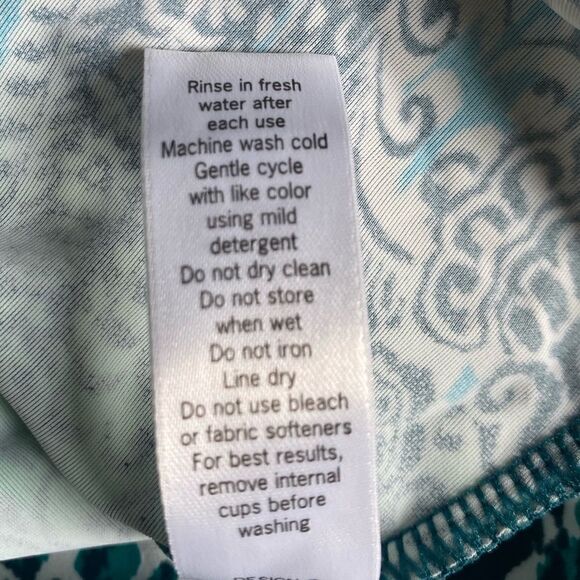 Rinse in fresh
water after
each use
Machine wash cold
Gentle cycle
with like color
using mild
detergent
Do not dry clean
Do not store
when wet
Do not iron
Line dry
Do not use bleach
or fabric softeners
For best results,
remove internal
cups before
washing